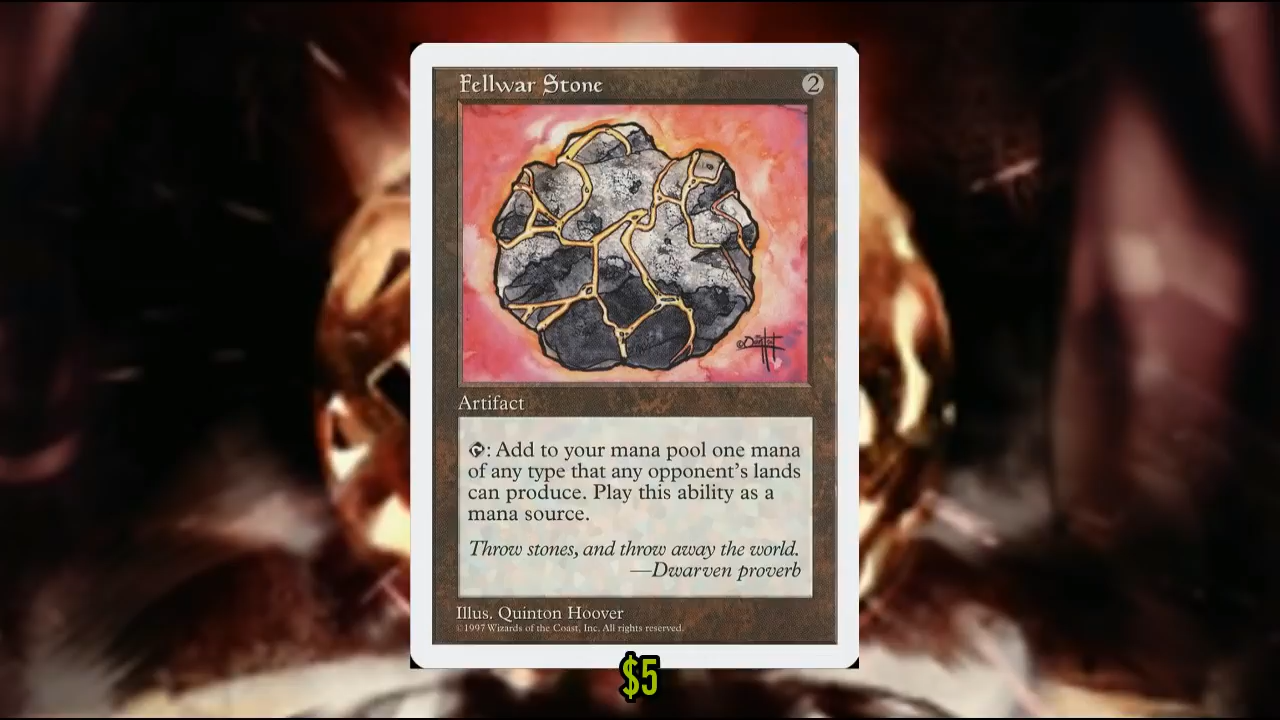 Fellwar Stone
2
Artifact
: Add to your mana pool one mana
of any type that any opponent's lands
can produce. Play this ability as a
mana source.
Throw stones, and throw away the world.
—Dwarven proverb
Illus. Quinton Hoover
©1997 Wizards of the Coast, Inc. All rights reserved.
$5